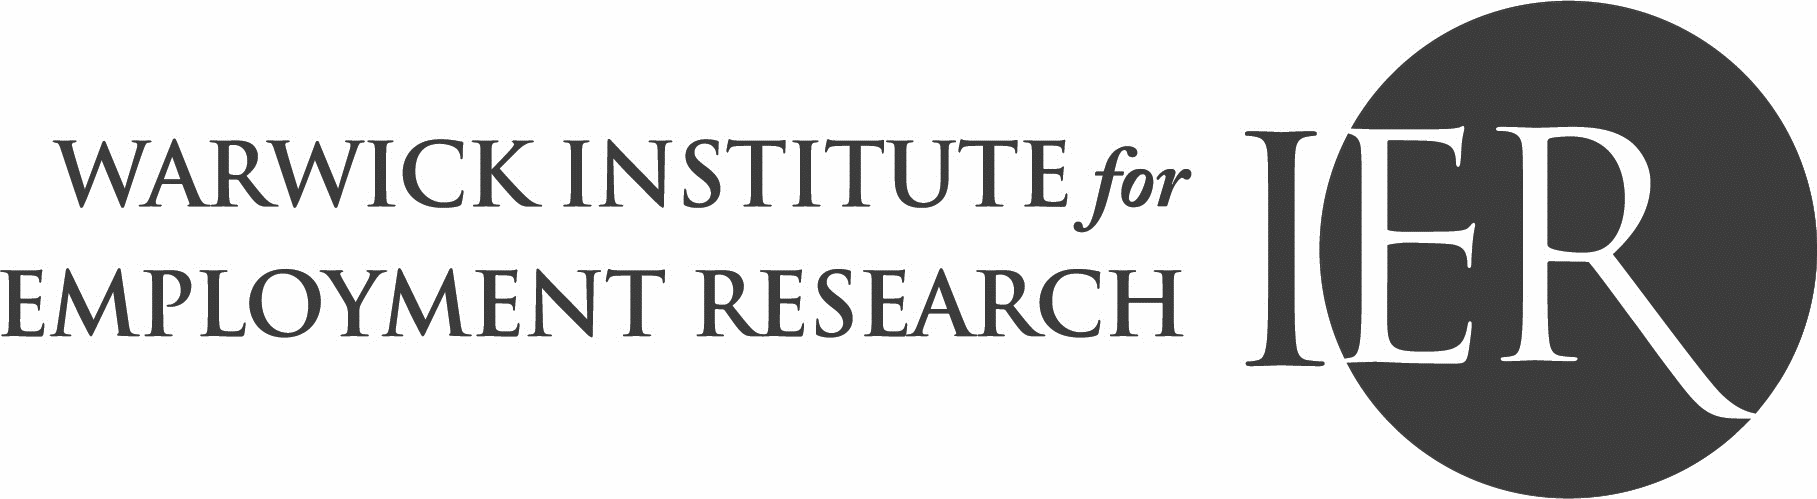 WARWICK INSTITUTE for
EMPLOYMENT RESEARCH
IER